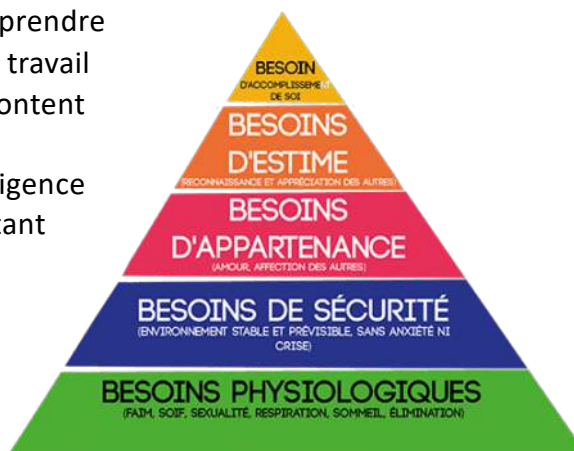 prendre
travail
ontent
igence
tant
BESOIN
D'ACCOMPLISSEMENT
DE SOI
BESOINS
D'ESTIME
(RECONNAISSANCE ET APPRÉCIATION DES AUTRES)
BESOINS
D'APPARTENANCE
(AMOUR, AFFECTION DES AUTRES)
BESOINS DE SÉCURITÉ
(ENVIRONNEMENT STABLE ET PRÉVISIBLE, SANS ANXIÉTÉ NI
CRISE)
BESOINS PHYSIOLOGIQUES
(FAIM, SOIF, SEXUALITÉ, RESPIRATION, SOMMEIL, ÉLIMINATION)